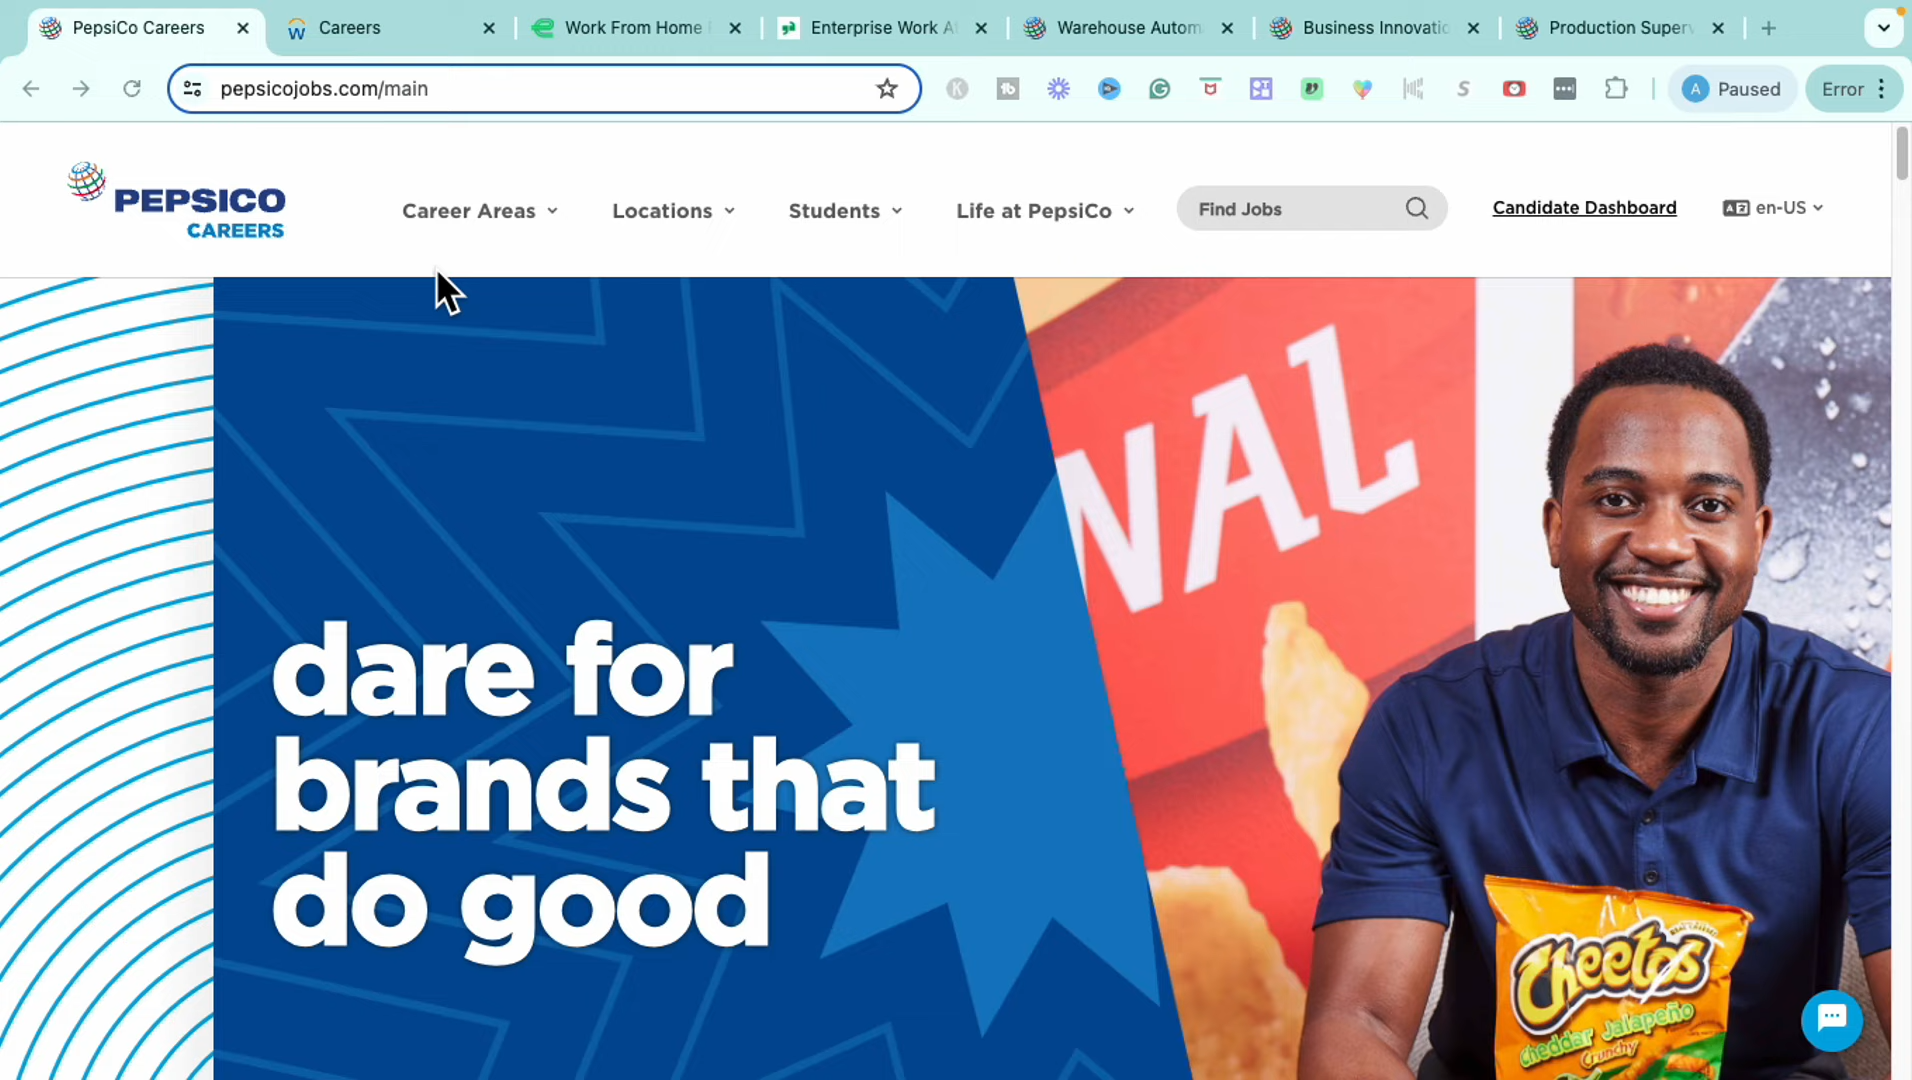 PepsiCo Careers
Careers
Work From Home
Enterprise Work At
Warehouse Autom
Business Innovatio
Production Superv
pepsicojobs.com/main
A Paused
Error
PEPSICO
CAREERS
Career Areas
Locations
Students
Life at PepsiCo
Find Jobs
Candidate Dashboard
en-US
NAL
dare for
brands that
do good
Cheetos
Cheddar Jalapeño
Crunchy